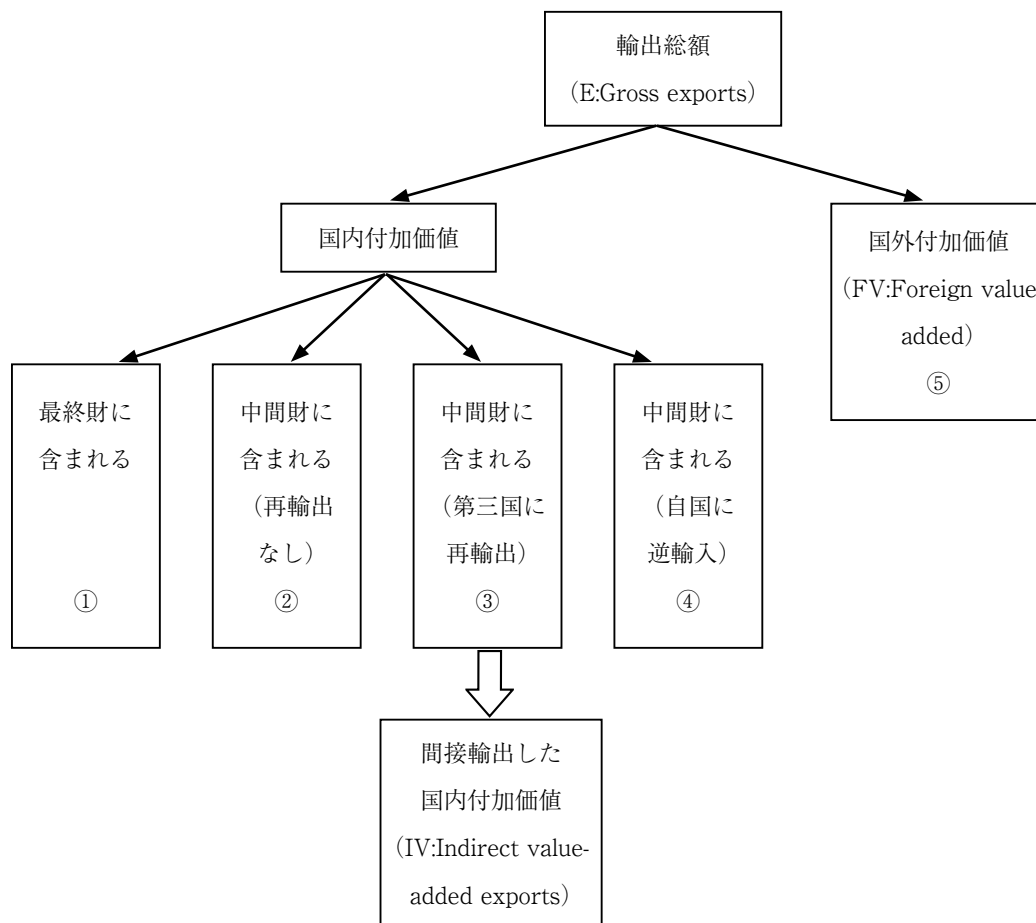 輸出総額
（E:Gross exports）
国内付加価値
国外付加価値
（FV:Foreign value
added）
⑤
最終財に
含まれる
①
中間財に
含まれる
（再輸出
なし）
②
中間財に
含まれる
（第三国に
再輸出）
③
中間財に
含まれる
（自国に
逆輸入）
④
間接輸出した
国内付加価値
（IV:Indirect value-
added exports）